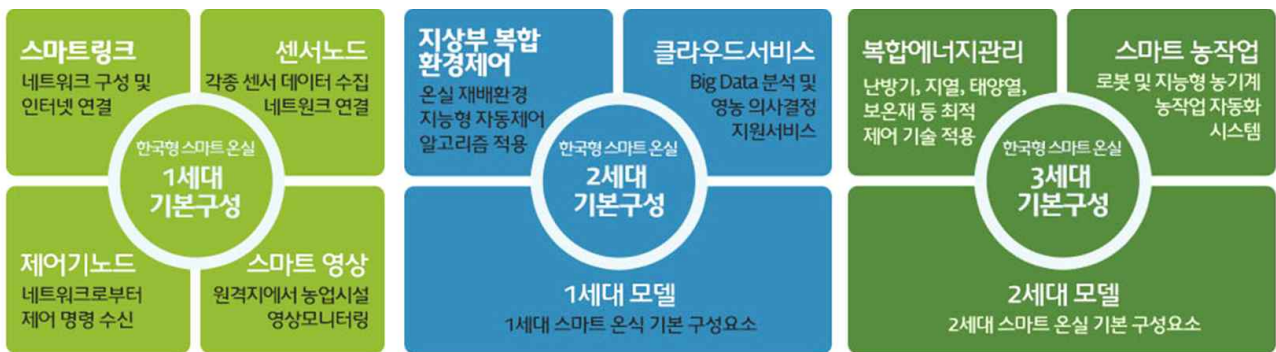 스마트링크
네트워크 구성 및
인터넷 연결
센서노드
각종 센서 데이터 수집
네트워크 연결
한국형 스마트 온실
1세대
기본구성
제어기노드
네트워크로부터
제어 명령 수신
스마트 영상
원격지에서 농업시설
영상모니터링
지상부 복합
환경제어
온실 재배환경
지능형 자동제어
알고리즘 적용
클라우드서비스
Big Data 분석 및
영농 의사결정
지원서비스
한국형 스마트 온실
2세대
기본구성
1세대 모델
1세대 스마트 온식 기본 구성요소
복합에너지관리
난방기, 지열, 태양열,
보온재 등 최적
제어 기술 적용
스마트 농작업
로봇 및 지능형 농기계
농작업 자동화
시스템
한국형 스마트 온실
3세대
기본구성
2세대 모델
2세대 스마트 온실 기본 구성요소